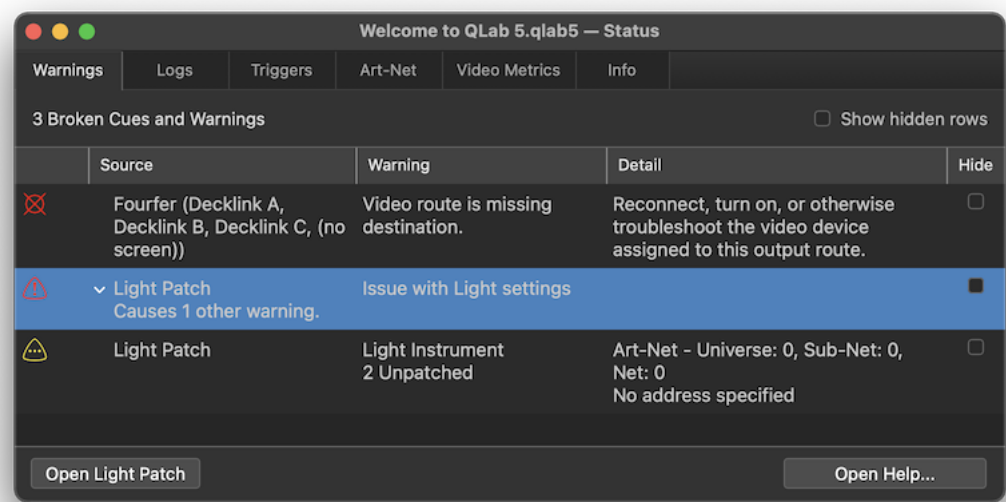 Welcome to QLab 5.qlab5 — Status
Warnings Logs Triggers Art-Net Video Metrics Info
3 Broken Cues and Warnings Show hidden rows
Source Warning Detail Hide
Fourfer (Decklink A, Video route is missing Reconnect, turn on, or otherwise
Decklink B, Decklink C, (no destination. troubleshoot the video device
screen)) assigned to this output route.
Light Patch Issue with Light settings
Causes 1 other warning.
Light Patch Light Instrument Art-Net - Universe: 0, Sub-Net: 0,
2 Unpatched Net: 0
No address specified
Open Light Patch Open Help...